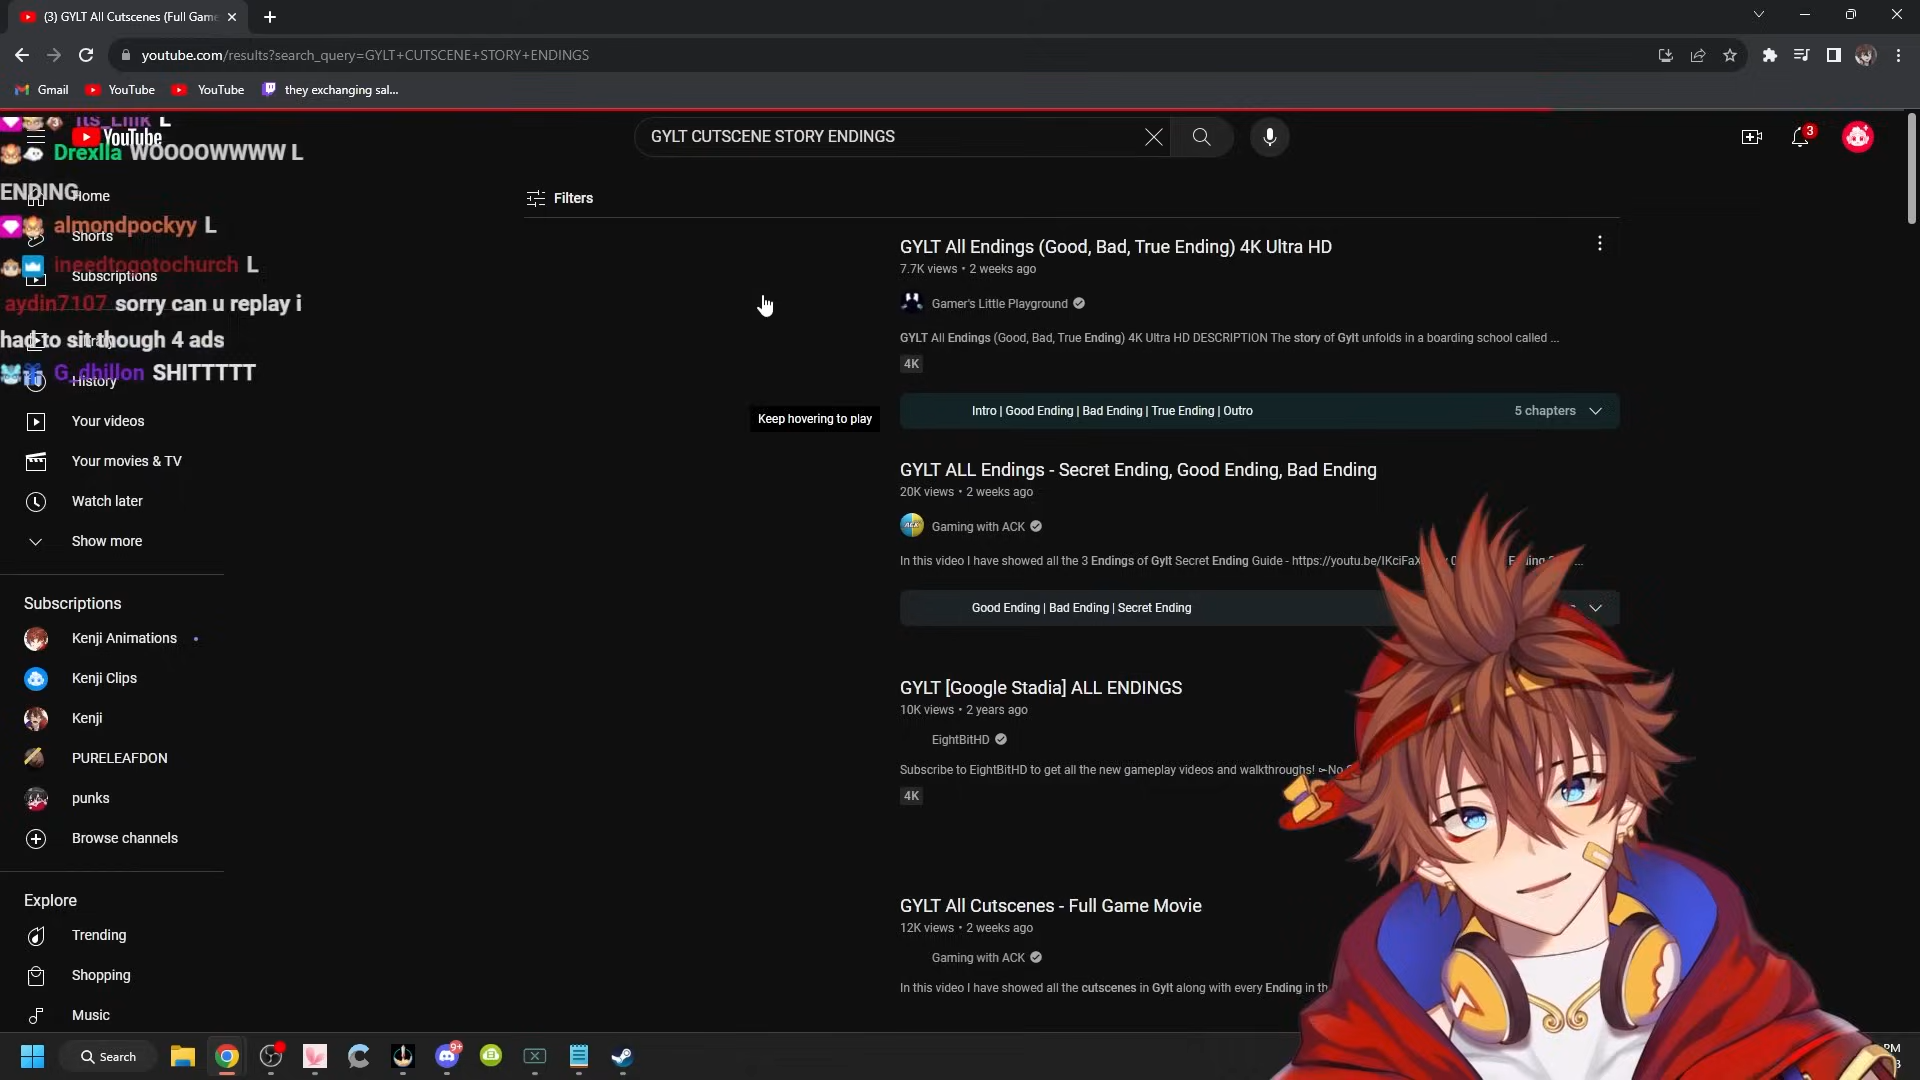 (3) GYLT All Cutscenes (Full Game
youtube.com/results?search_query=GYLT+CUTSCENE+STORY+ENDINGS
Gmail
YouTube
YouTube
they exchanging sal...
its_Link L
YouTube
GYLT CUTSCENE STORY ENDINGS
3
Drexlla WOOOOWWWW L
ENDING
Home
almondpockyy L
Shorts
ineedtogotochurch L
Subscriptions
aydin7107 sorry can u replay i
had to sit though 4 ads
G_dhillon SHITTTTT
History
Your videos
Your movies & TV
Watch later
Show more
Subscriptions
Kenji Animations
Kenji Clips
Kenji
PURELEAFDON
punks
Browse channels
Explore
Trending
Shopping
Music
Filters
GYLT All Endings (Good, Bad, True Ending) 4K Ultra HD
7.7K views • 2 weeks ago
Gamer's Little Playground
GYLT All Endings (Good, Bad, True Ending) 4K Ultra HD DESCRIPTION The story of Gylt unfolds in a boarding school called ...
4K
Keep hovering to play
Intro | Good Ending | Bad Ending | True Ending | Outro
5 chapters
GYLT ALL Endings - Secret Ending, Good Ending, Bad Ending
20K views • 2 weeks ago
ACK
Gaming with ACK
In this video I have showed all the 3 Endings of Gylt Secret Ending Guide - https://youtu.be/IKciFaX
Good Ending | Bad Ending | Secret Ending
GYLT [Google Stadia] ALL ENDINGS
10K views • 2 years ago
EightBitHD
Subscribe to EightBitHD to get all the new gameplay videos and walkthroughs! ➳No
4K
GYLT All Cutscenes - Full Game Movie
12K views • 2 weeks ago
Gaming with ACK
In this video I have showed all the cutscenes in Gylt along with every Ending in th
Search
9+
PM